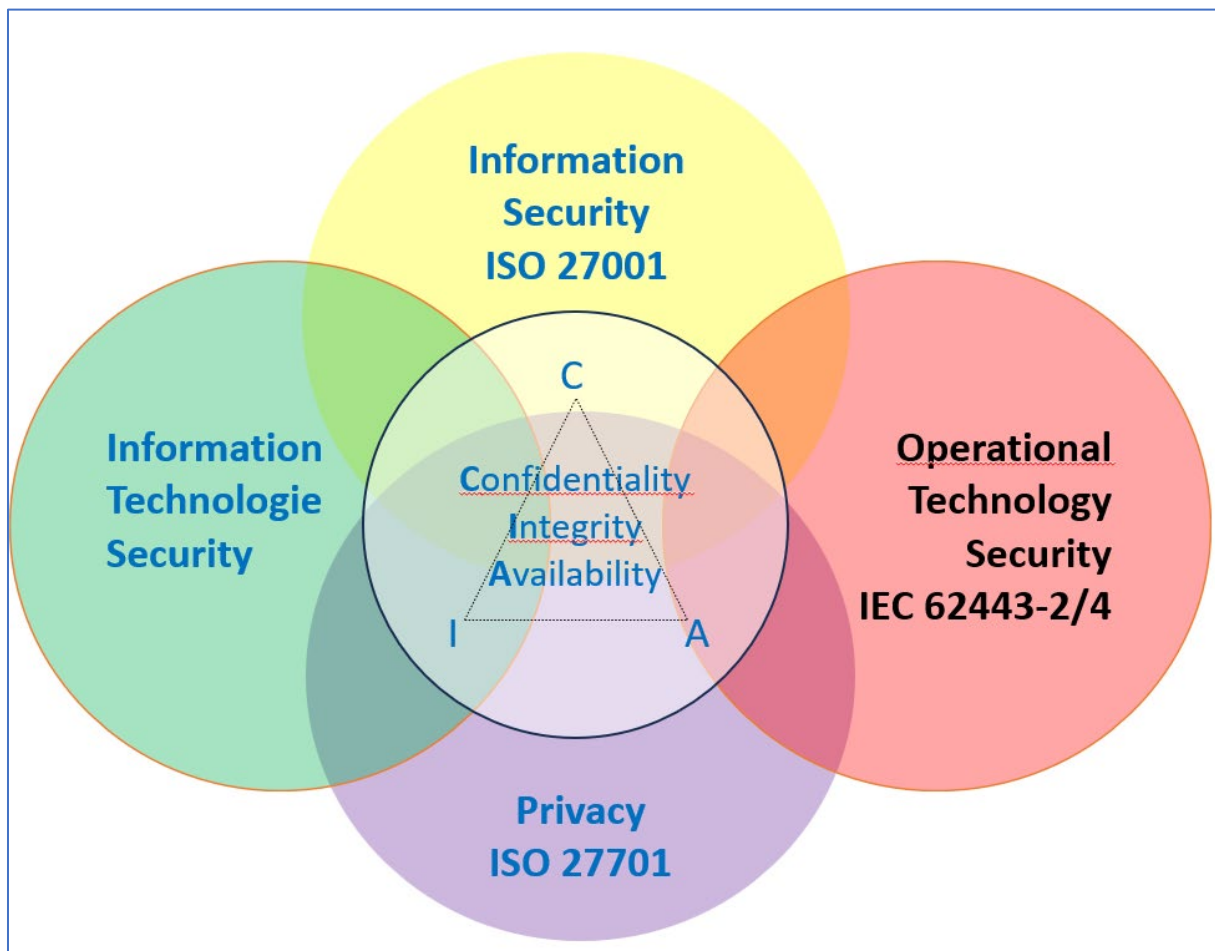 Information
Security
ISO 27001
Information
Technologie
Security
C
Confidentiality
Integrity
Availability
I
A
Operational
Technology
Security
IEC 62443-2/4
Privacy
ISO 27701